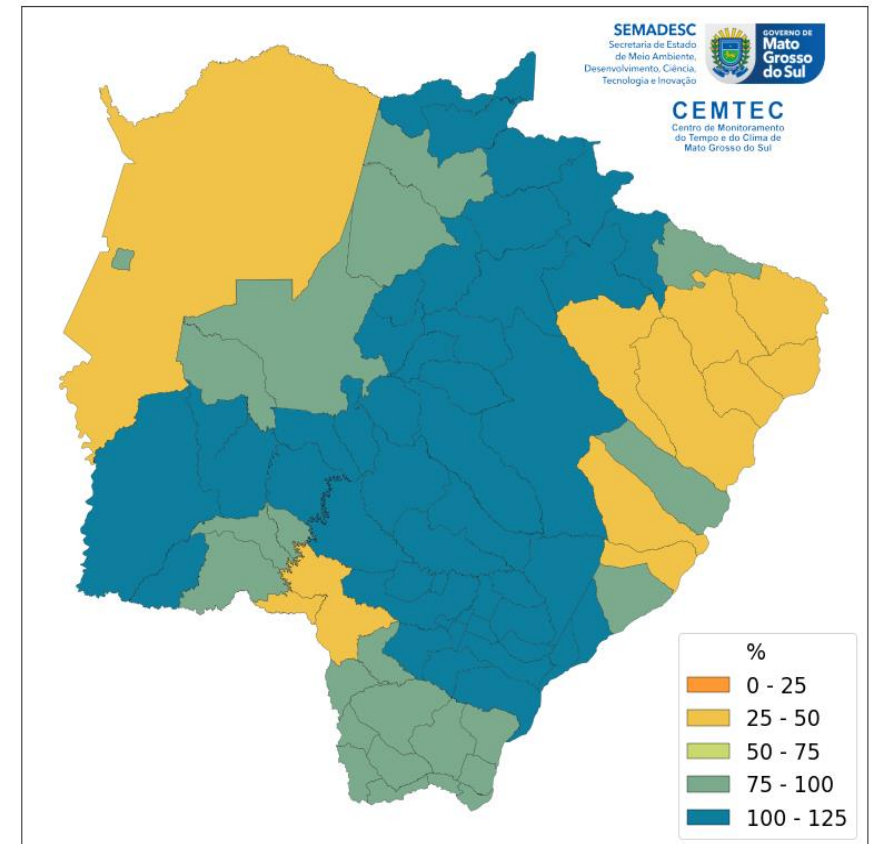 SEMADESC
Secretaria de Estado
de Meio Ambiente,
Desenvolvimento, Ciência,
Tecnologia e Inovação
GOVERNO DE
Mato
Grosso
do Sul
CEMTEC
Centro de Monitoramento
do Tempo e do Clima de
Mato Grosso do Sul
%
0 - 25
25 - 50
50 - 75
75 - 100
100 - 125